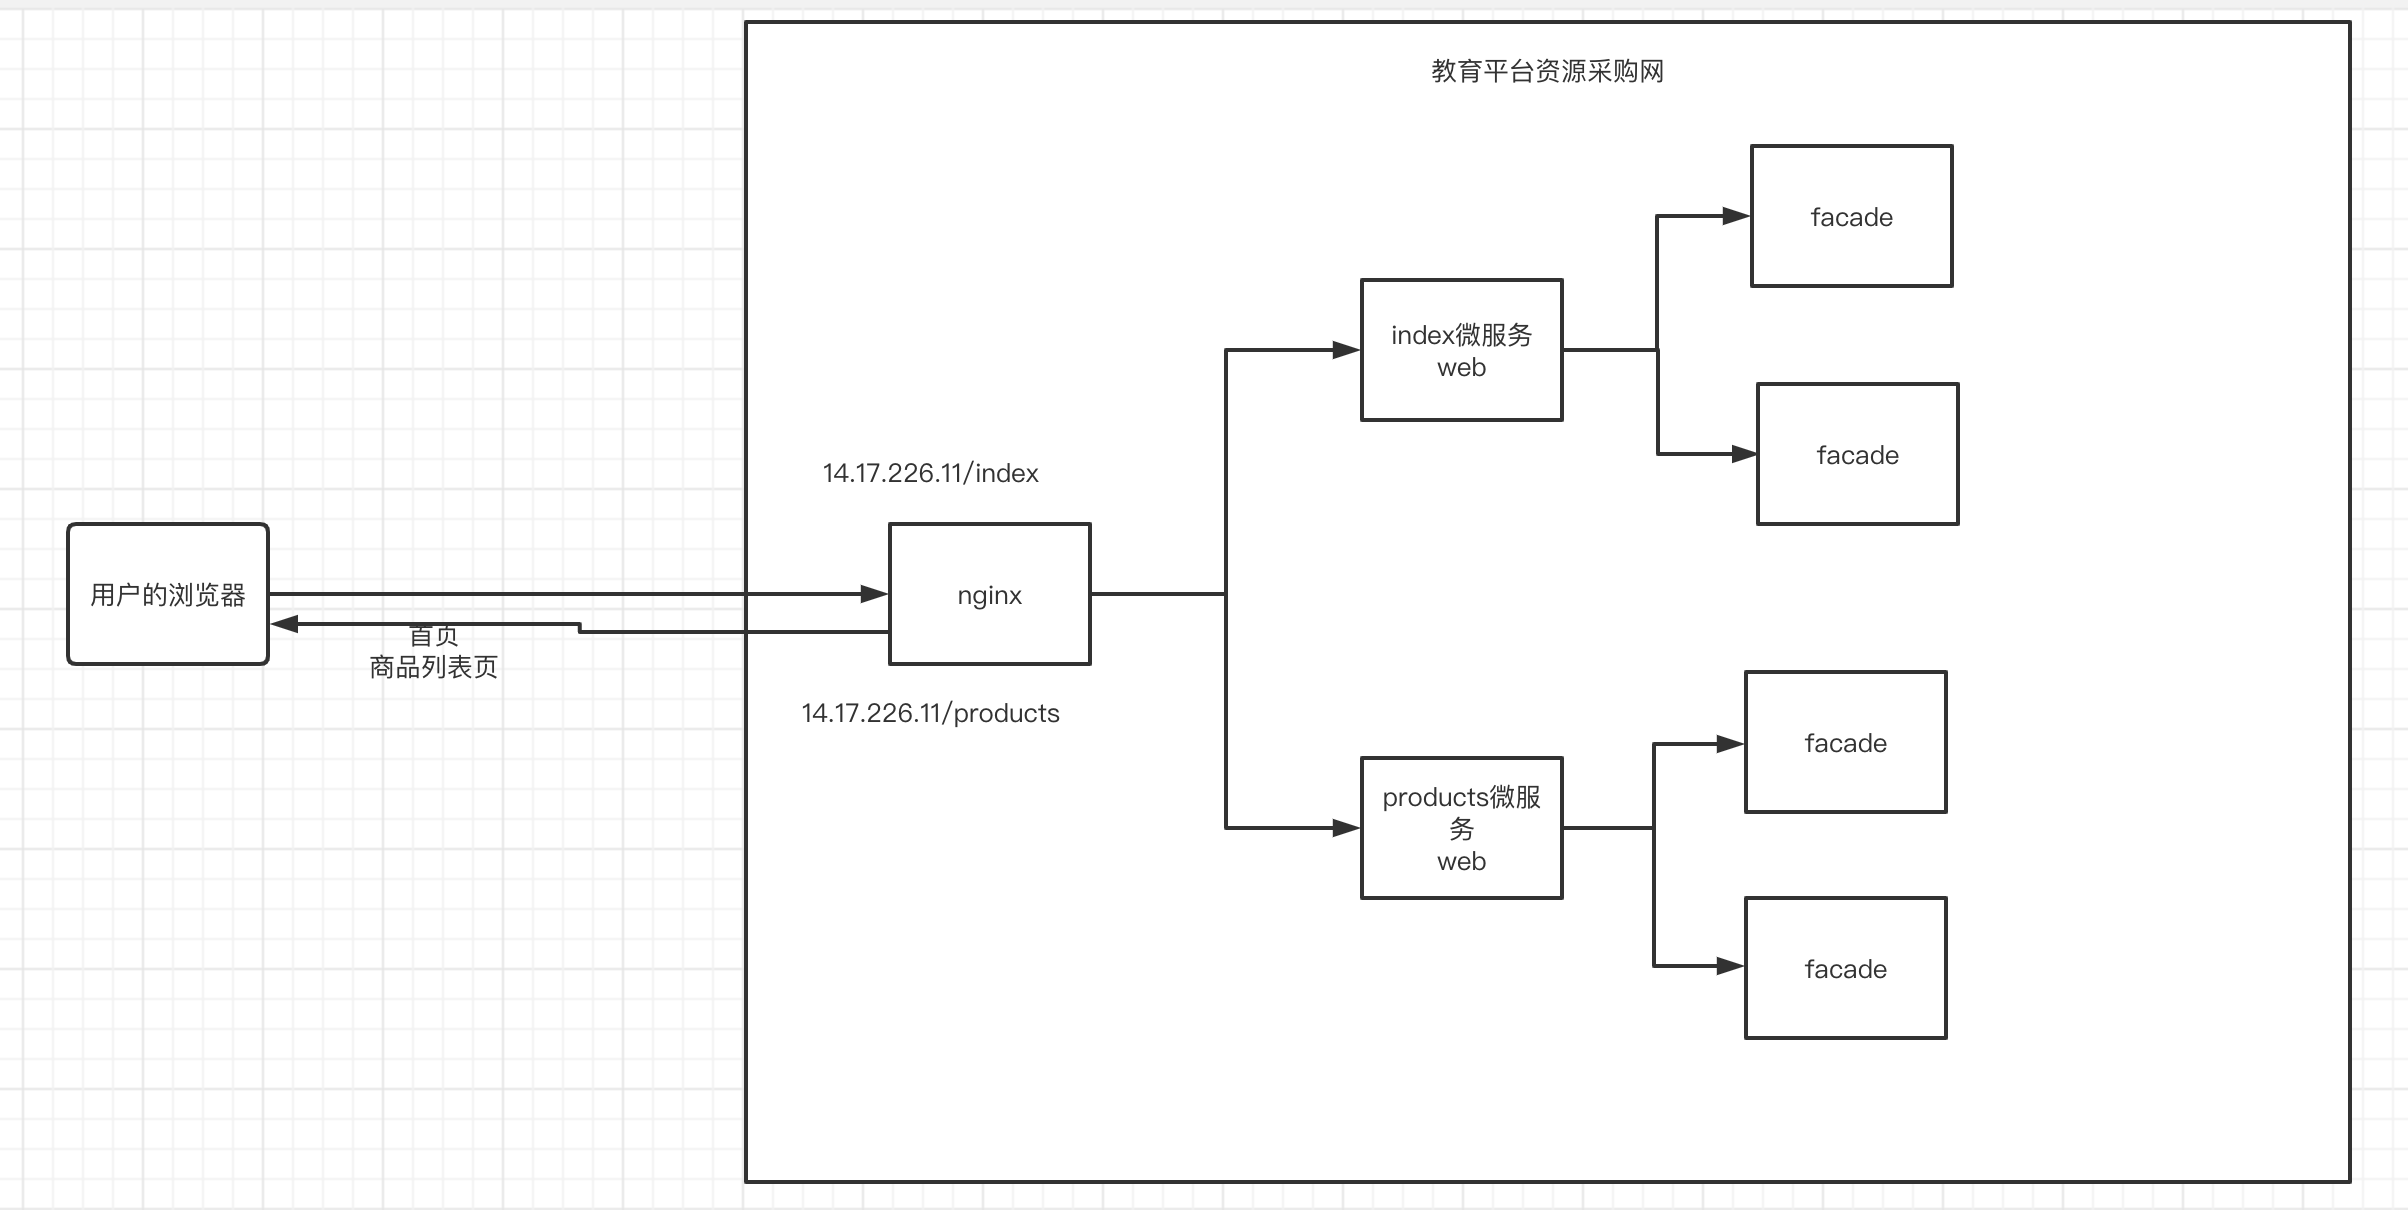 教育平台资源采购网
facade
index微服务
web
facade
14.17.226.11/index
用户的浏览器
nginx
首页
商品列表页
14.17.226.11/products
facade
products微服
务
web
facade